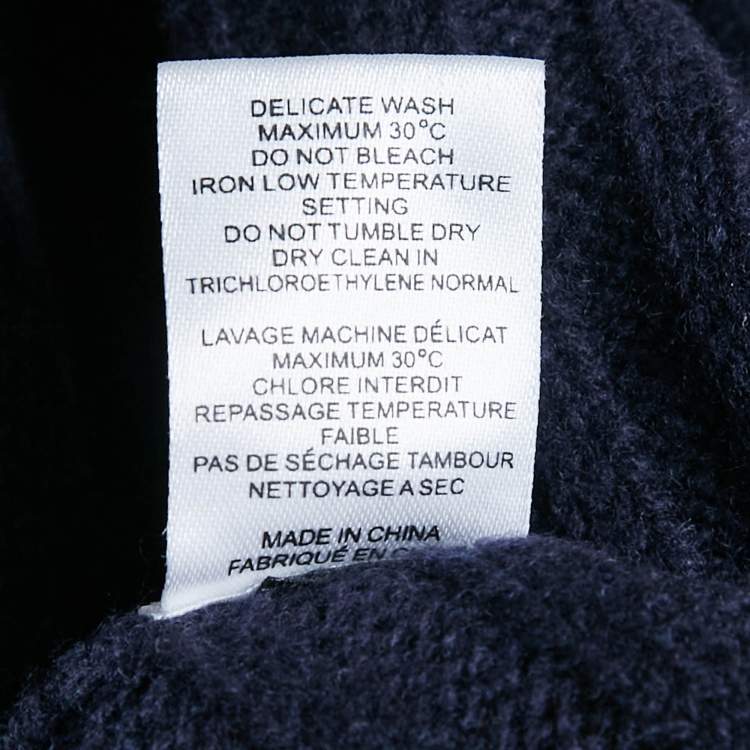 DELICATE WASH
MAXIMUM 30°C
DO NOT BLEACH
IRON LOW TEMPERATURE
SETTING
DO NOT TUMBLE DRY
DRY CLEAN IN
TRICHLOROETHYLENE NORMAL
LAVAGE MACHINE DÉLICAT
MAXIMUM 30°C
CHLORE INTERDIT
REPASSAGE TEMPERATURE
FAIBLE
PAS DE SÉCHAGE TAMBOUR
NETTOYAGE A SEC
MADE IN CHINA
FABRIQUÉ EN